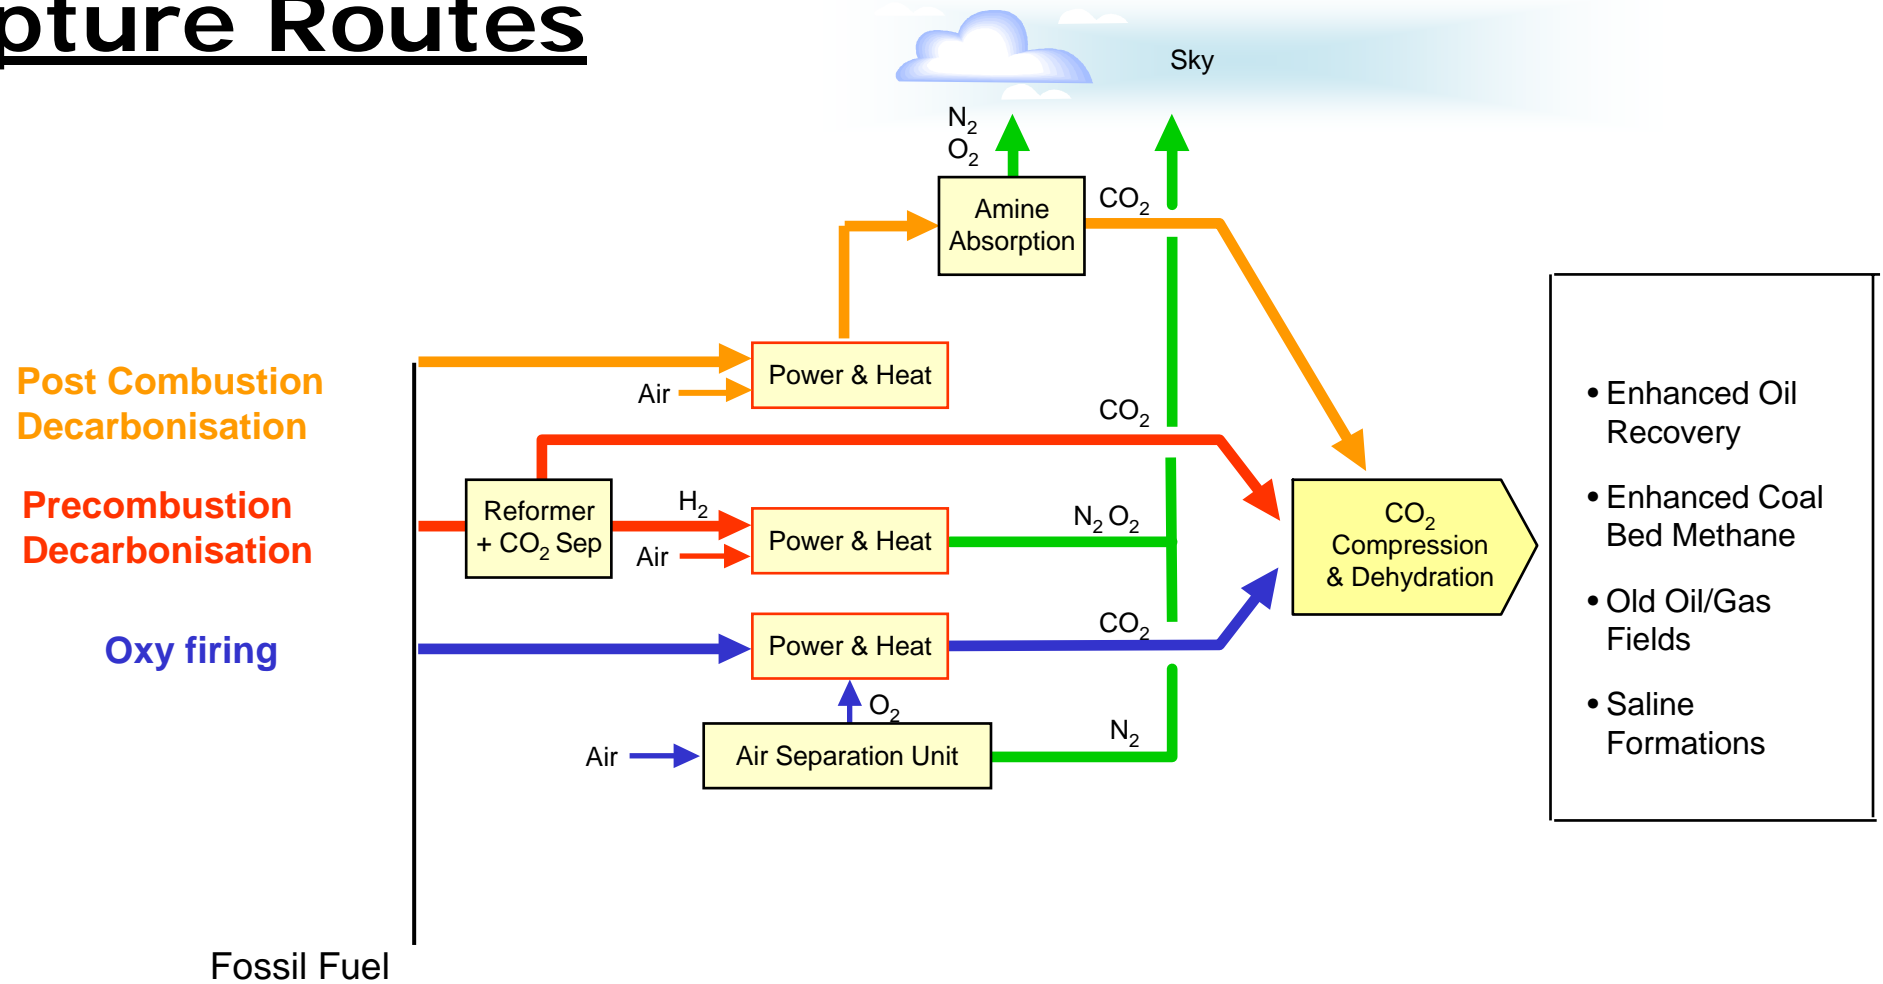 pture Routes
Sky
N2
O2
Amine
Absorption
CO2
Post Combustion
Decarbonisation
Air
Power & Heat
CO2
Precombustion
Decarbonisation
Reformer
+ CO2 Sep
H2
Air
Power & Heat
N2 O2
CO2
Compression
& Dehydration
Oxy firing
Power & Heat
CO2
O2
Air
Air Separation Unit
N2
• Enhanced Oil
Recovery
• Enhanced Coal
Bed Methane
• Old Oil/Gas
Fields
• Saline
Formations
Fossil Fuel